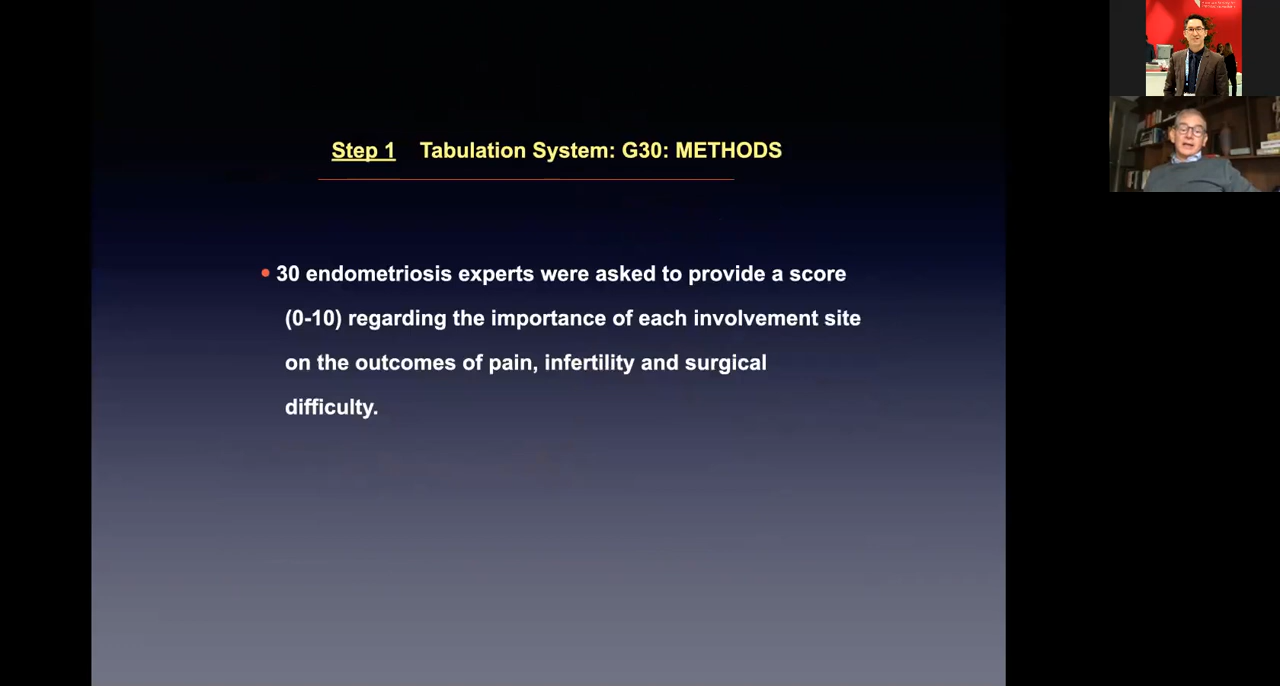 Step 1 Tabulation System: G30: METHODS
• 30 endometriosis experts were asked to provide a score
(0-10) regarding the importance of each involvement site
on the outcomes of pain, infertility and surgical
difficulty.